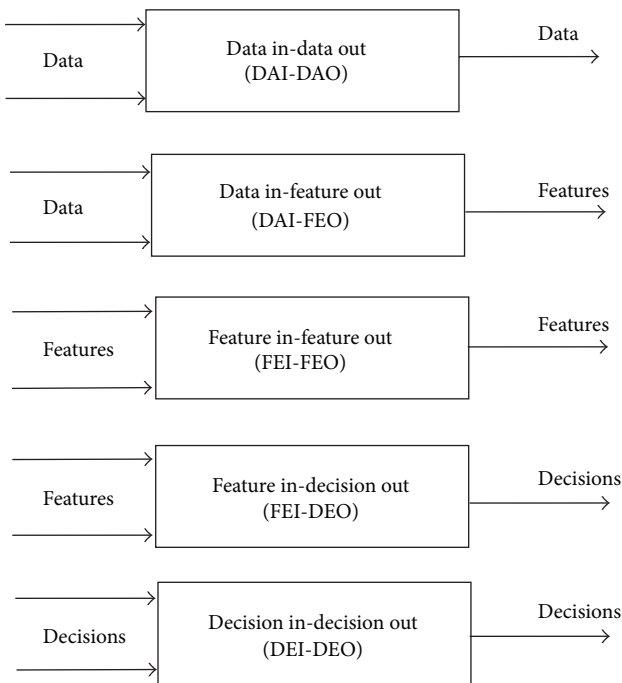 Data
Data in-data out
(DAI-DAO)
Data
Data
Data in-feature out
(DAI-FEO)
Features
Features
Feature in-feature out
(FEI-FEO)
Features
Features
Feature in-decision out
(FEI-DEO)
Decisions
Decisions
Decision in-decision out
(DEI-DEO)
Decisions